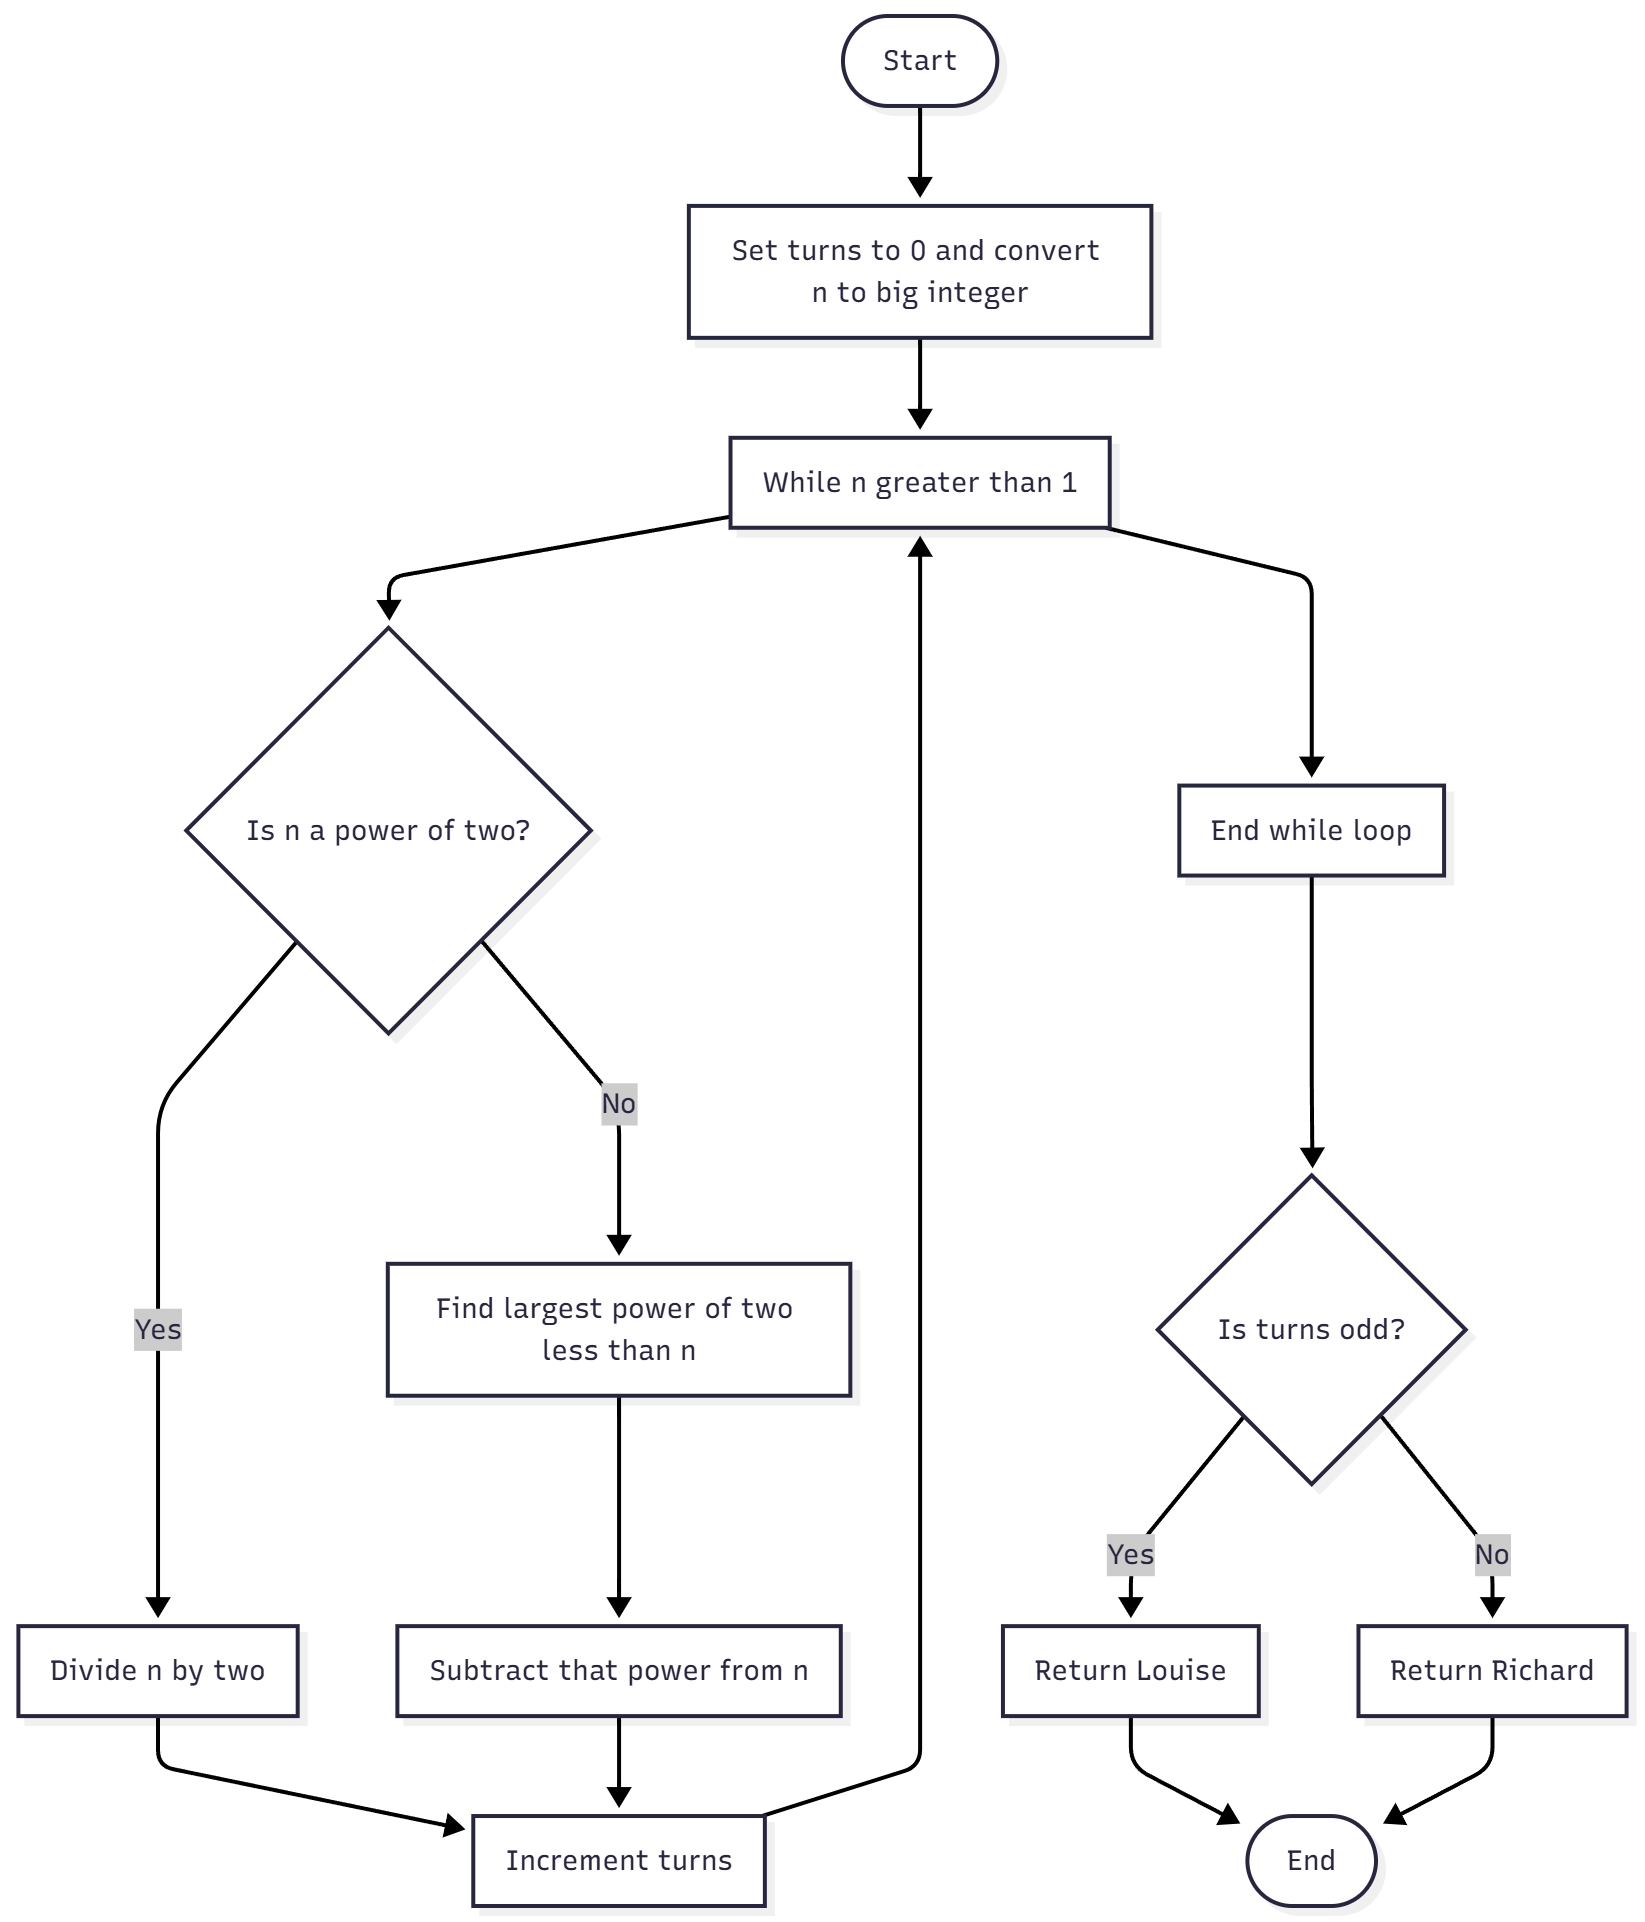 Start
Set turns to 0 and convert
n to big integer
While n greater than 1
Is n a power of two?
End while loop
No
Yes
Find largest power of two
less than n
Is turns odd?
Yes
No
Divide n by two
Subtract that power from n
Return Louise
Return Richard
Increment turns
End